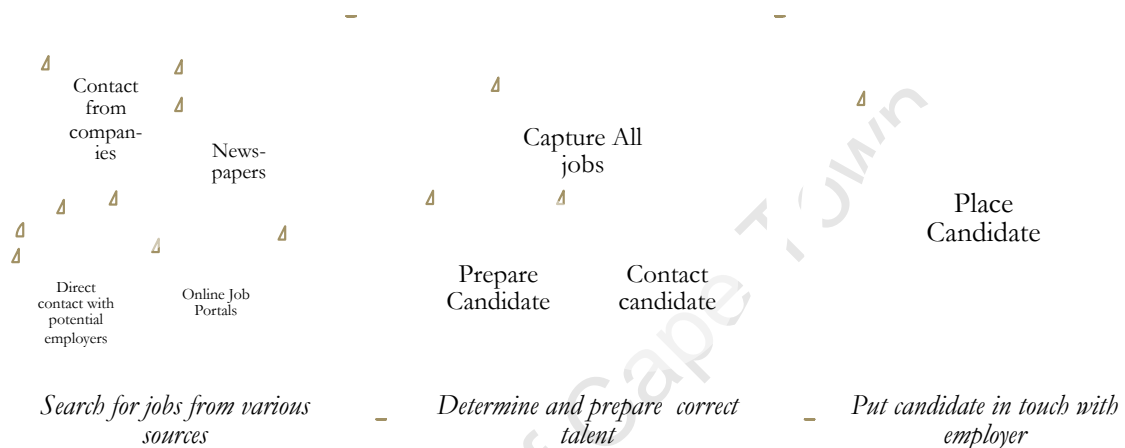 Contact
from
compan-
ies
News-
papers
Direct
contact with
potential
employers
Online Job
Portals
Search for jobs from various
sources
Capture All
jobs
Prepare
Candidate
Contact
candidate
Determine and prepare correct
talent
Place
Candidate
Put candidate in touch with
employer
f Cape Town